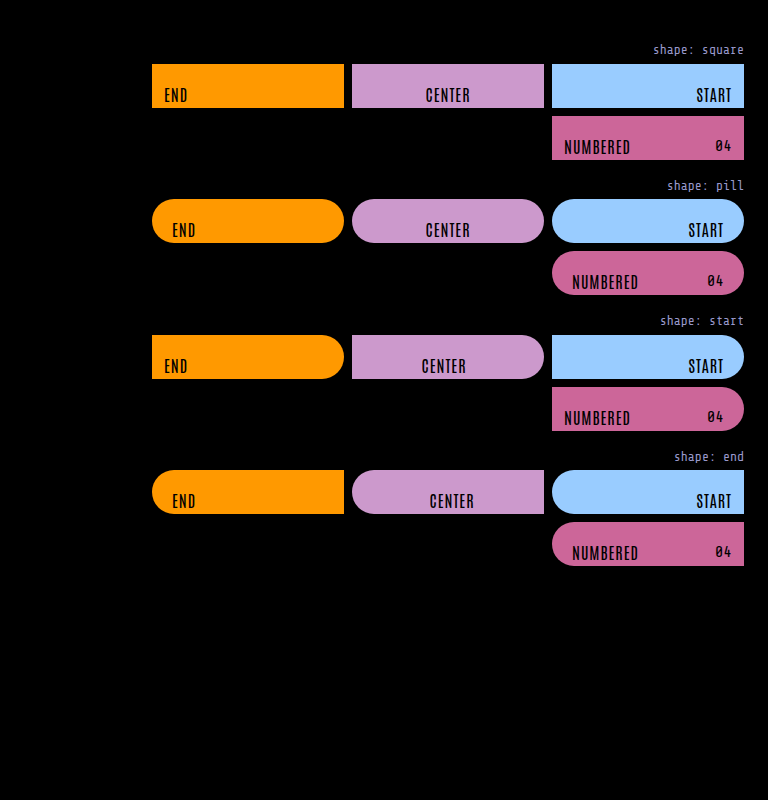 shape: square
END CENTER START
NUMBERED 04
shape: pill
END CENTER START
NUMBERED 04
shape: start
END CENTER START
NUMBERED 04
shape: end
END CENTER START
NUMBERED 04